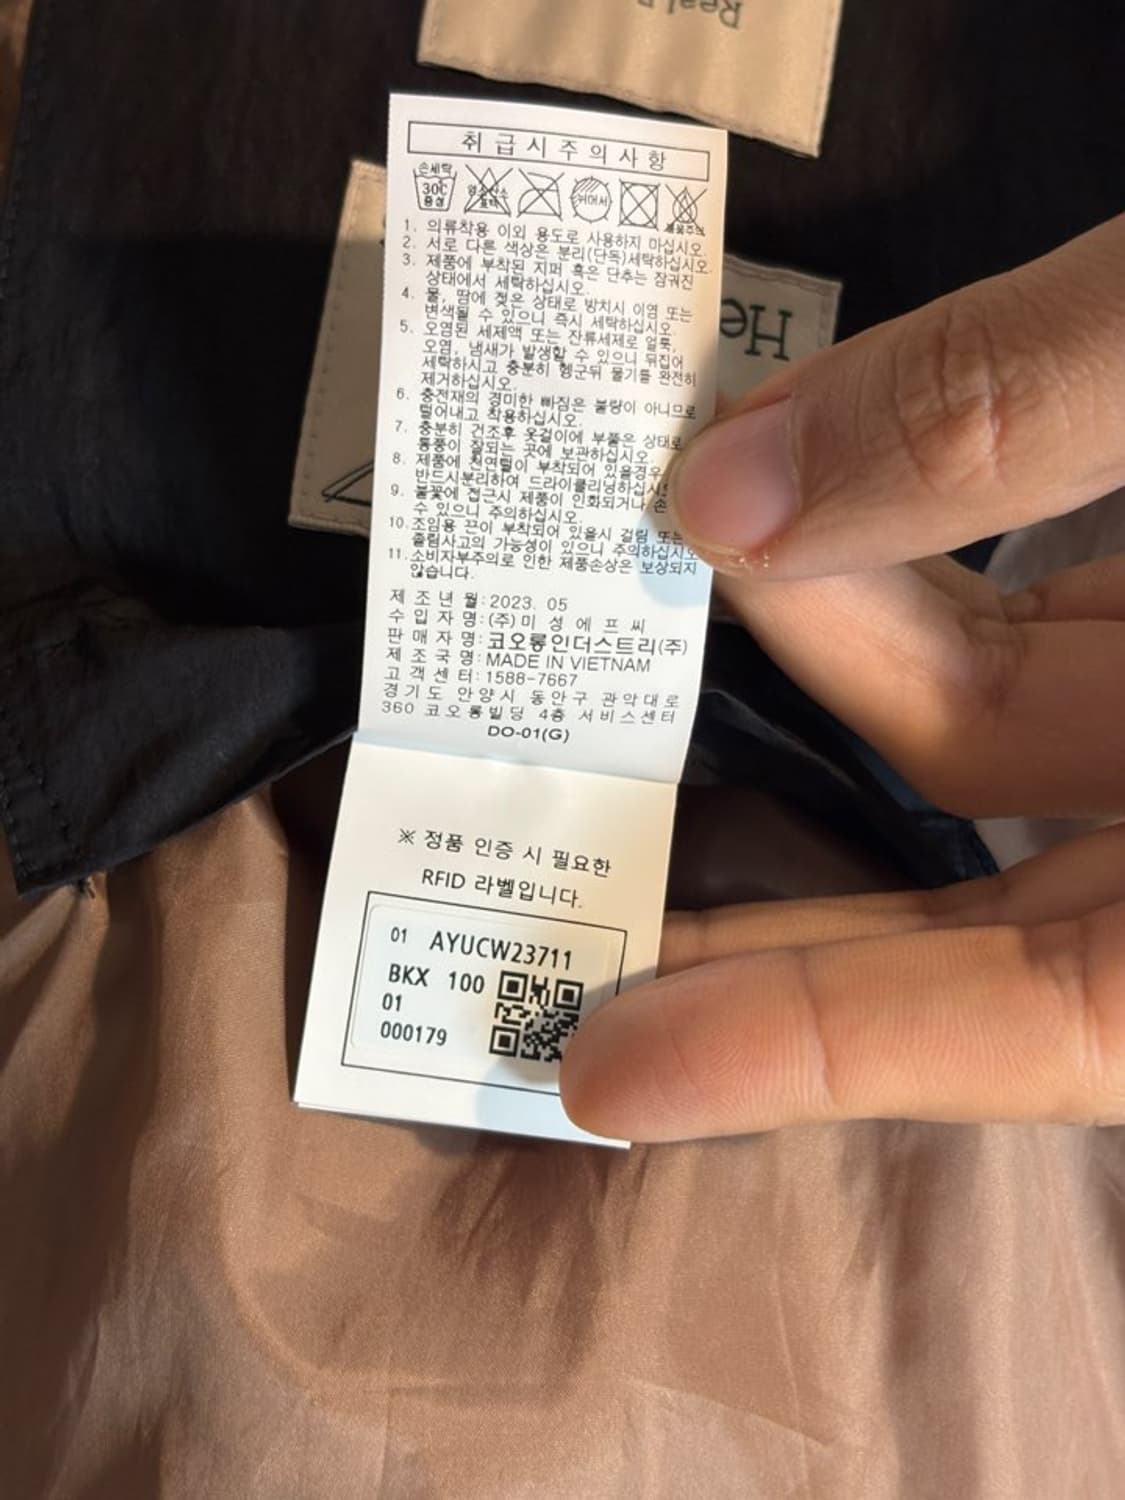 Real
He
취급시주의사항
손세탁
30℃
중성
염소 산소
표백
뉘어서
불꽃주의
1. 의류착용 이외 용도로 사용하지 마십시오.
2. 서로 다른 색상은 분리(단독)세탁하십시오.
3. 제품에 부착된 지퍼 혹은 단추는 잠궈진
상태에서 세탁하십시오.
4. 물, 땀에 젖은 상태로 방치시 이염 또는
변색될 수 있으니 즉시 세탁하십시오.
5. 오염된 세제액 또는 잔류세제로 얼룩,
오염, 냄새가 발생할 수 있으니 뒤집어
세탁하시고 충분히 헹군뒤 물기를 완전히
제거하십시오.
6. 충전재의 경미한 빠짐은 불량이 아니므로
털어내고 착용하십시오.
7. 충분히 건조후 옷걸이에 부풀은 상태로
통풍이 잘되는 곳에 보관하십시오.
8. 제품에 천연털이 부착되어 있을경우
반드시분리하여 드라이클리닝하십시오
9. 불꽃에 접근시 제품이 인화되거나 손
수 있으니 주의하십시오.
10. 조임용 끈이 부착되어 있을시 걸림 또는
졸림사고의 가능성이 있으니 주의하십시오
11. 소비자부주의로 인한 제품손상은 보상되지
않습니다.
제 조 년 월:2023. 05
수 입 자 명:(주)미 성 에 프 씨
판 매 자 명:코오롱인더스트리(주)
제 조 국 명:MADE IN VIETNAM
고 객 센 터:1588-7667
경기도 안양시 동안구 관악대로
360 코오롱빌딩 4층 서비스센터
DO-01(G)
※ 정품 인증 시 필요한
RFID 라벨입니다.
01 AYUCW23711
BKX 100
01
000179